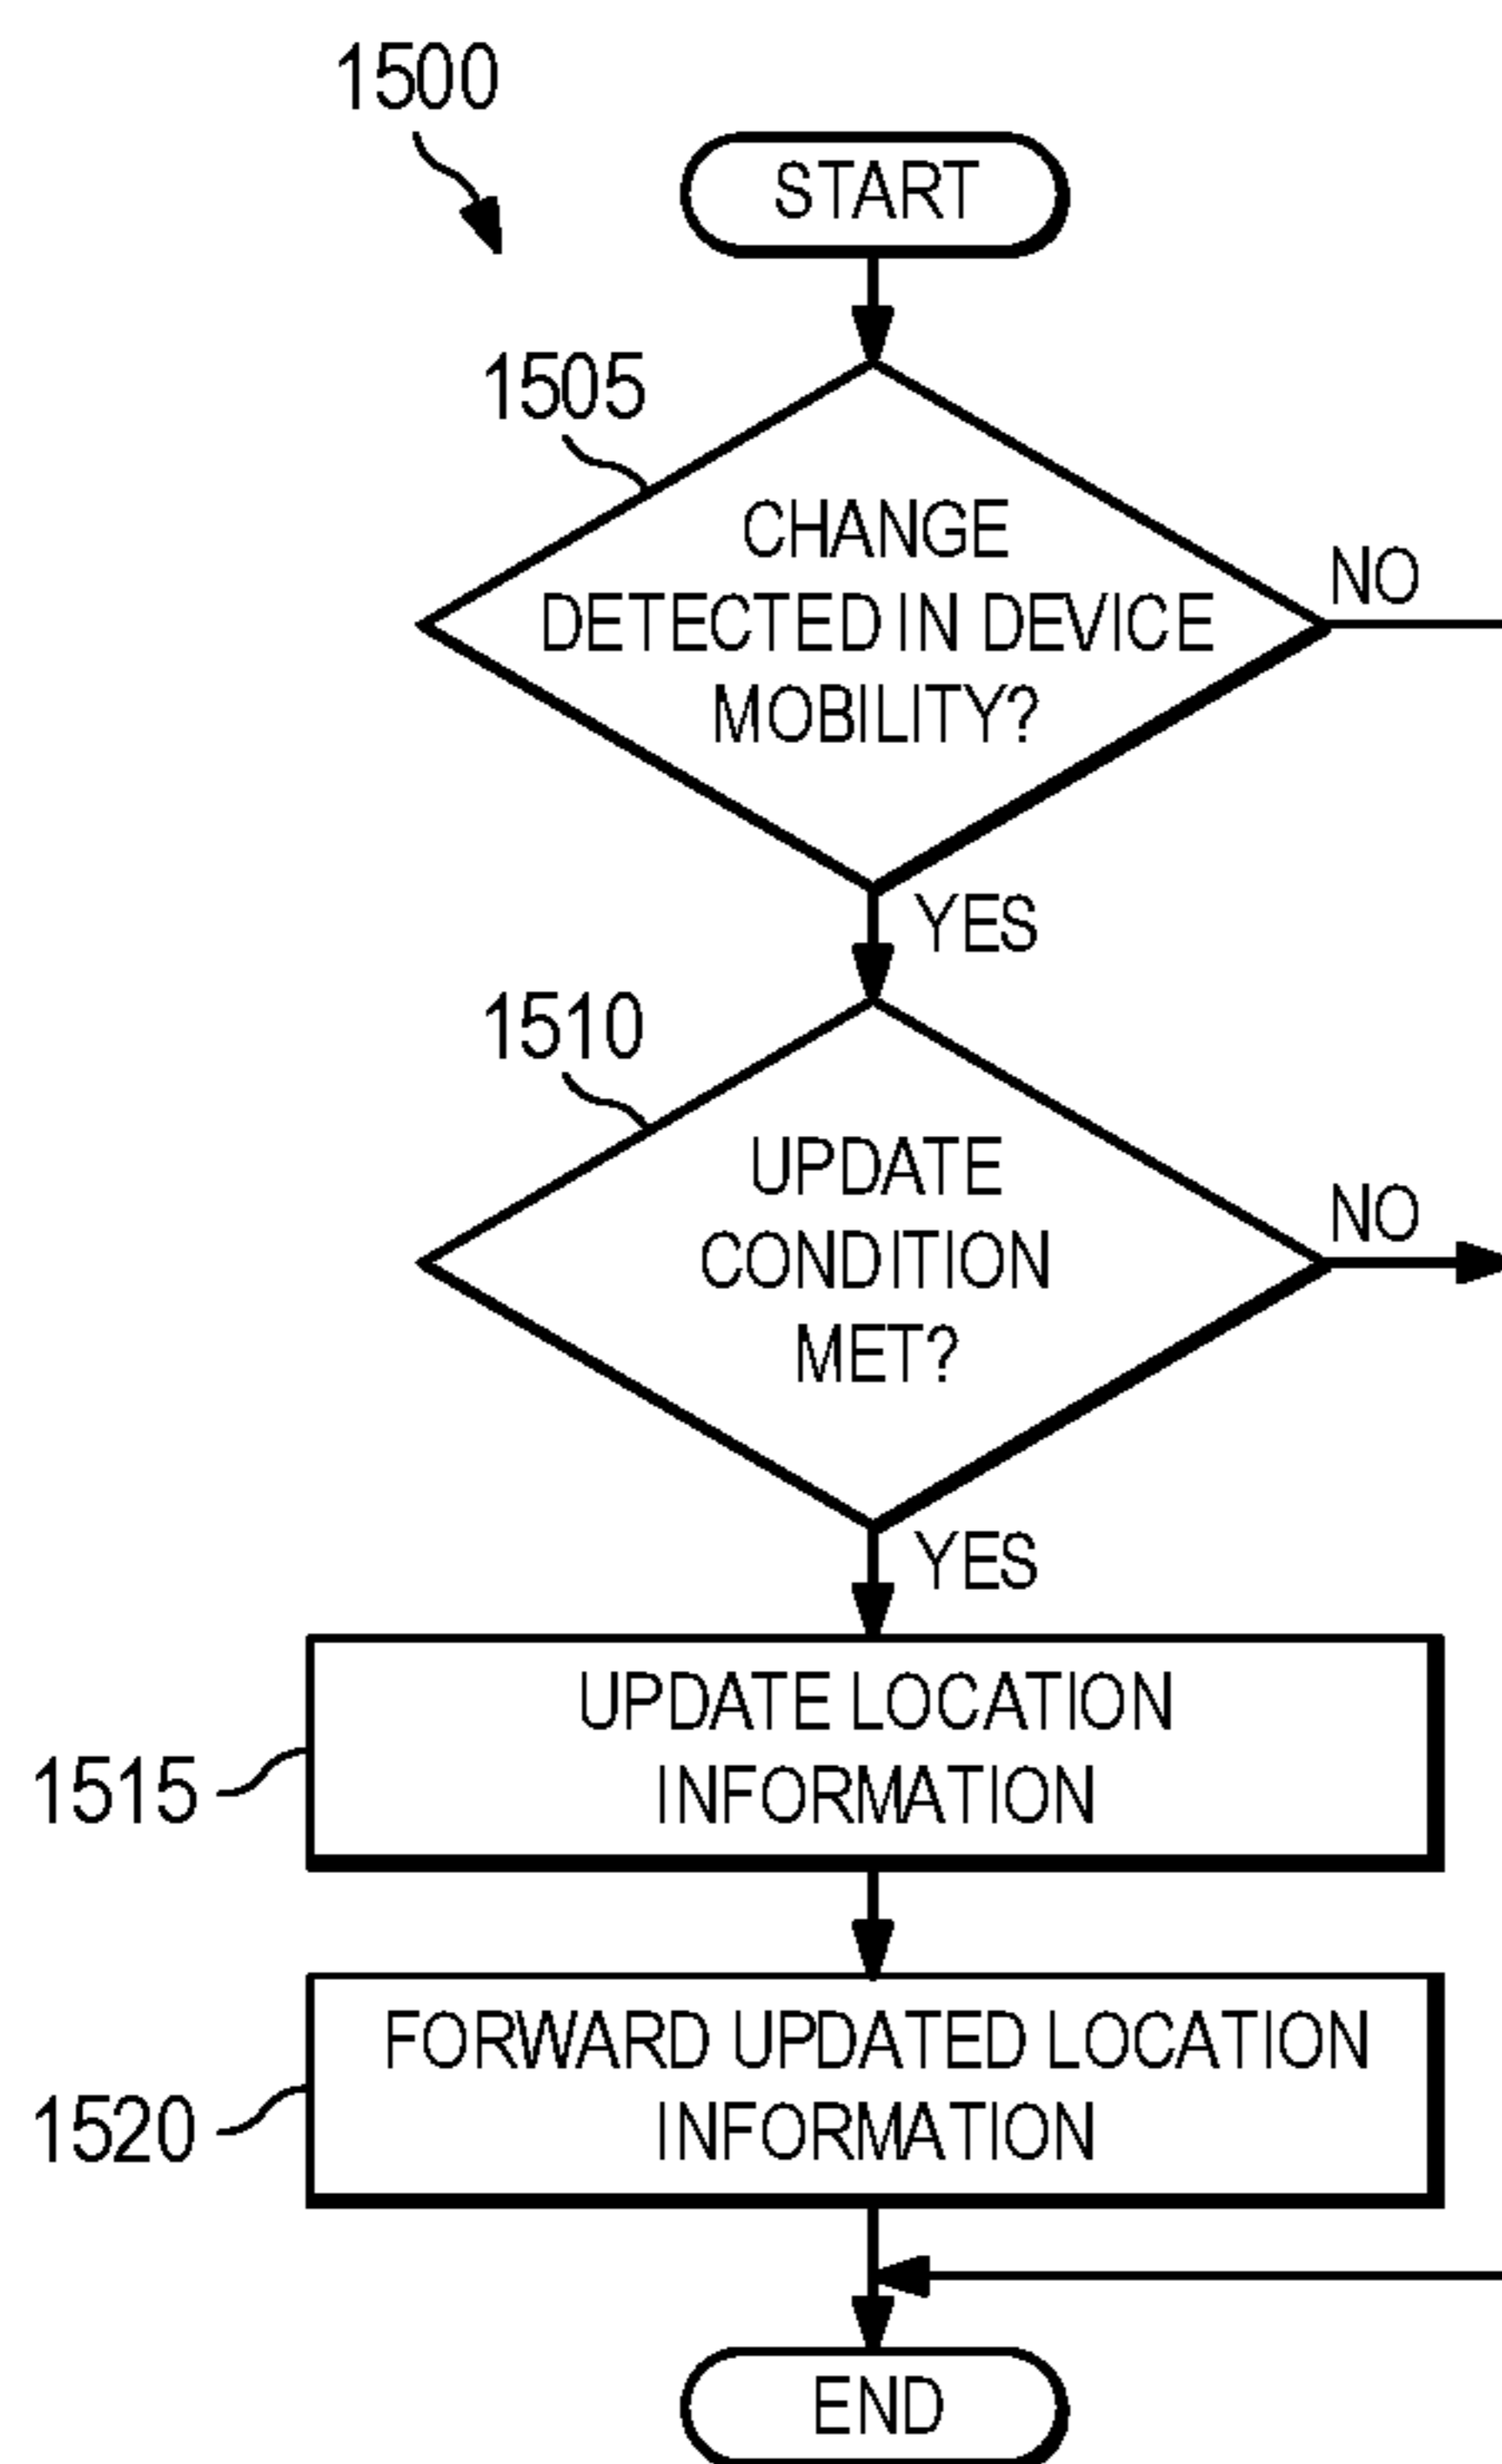 1500
START
1505
CHANGE
DETECTED IN DEVICE
MOBILITY?
NO
YES
1510
UPDATE
CONDITION
MET?
NO
YES
UPDATE LOCATION
INFORMATION
1515
FORWARD UPDATED LOCATION
INFORMATION
1520
END